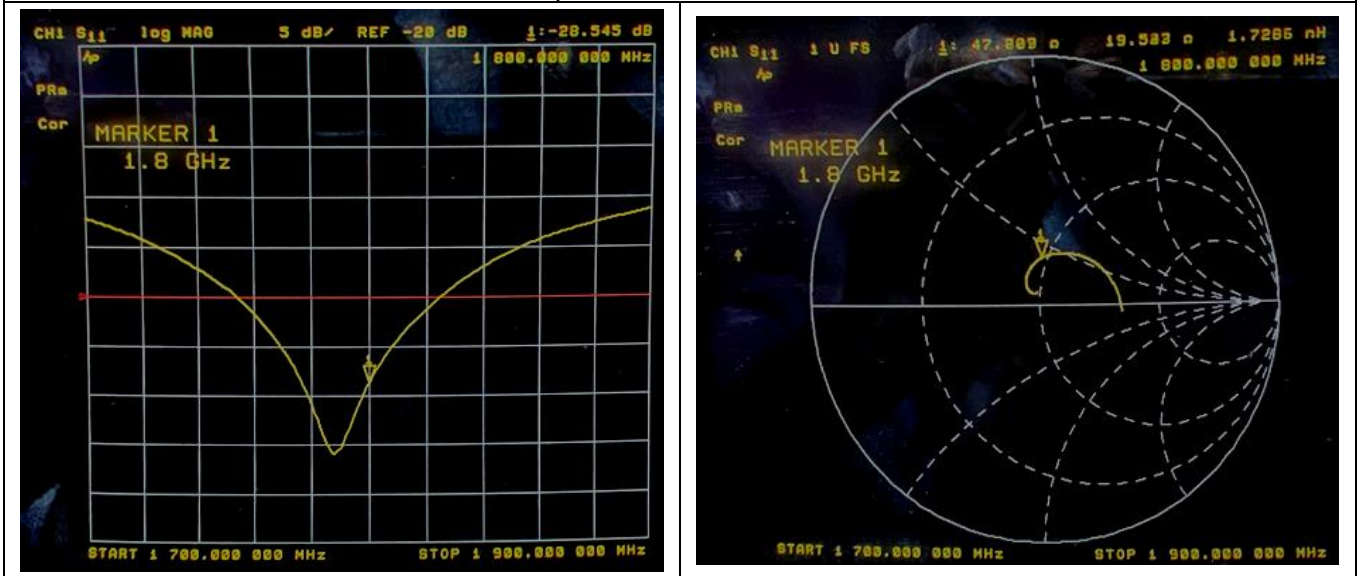 CH1 S11 log MAG 5 dB/ REF -20 dB 1:-28.545 dB
1 800.000 000 MHz
PRm
Cor
MARKER 1
1.8 GHz
START 1 700.000 000 MHz STOP 1 900.000 000 MHz
CH1 S11 1 U FS 1: 47.809 Ω 19.583 Ω 1.7286 nH
1 800.000 000 MHz
PRm
Cor
MARKER 1
1.8 GHz
START 1 700.000 000 MHz STOP 1 900.000 000 MHz